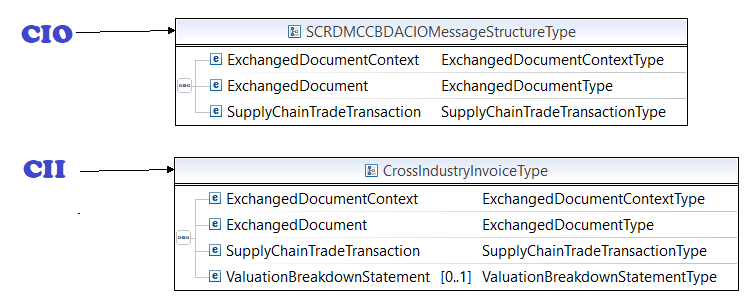 CIO
SCRDMCCBDACIOMessageStructureType
ExchangedDocumentContext ExchangedDocumentContextType
ExchangedDocument ExchangedDocumentType
SupplyChainTradeTransaction SupplyChainTradeTransactionType
CII
CrossIndustryInvoiceType
ExchangedDocumentContext ExchangedDocumentContextType
ExchangedDocument ExchangedDocumentType
SupplyChainTradeTransaction SupplyChainTradeTransactionType
ValuationBreakdownStatement [0..1] ValuationBreakdownStatementType